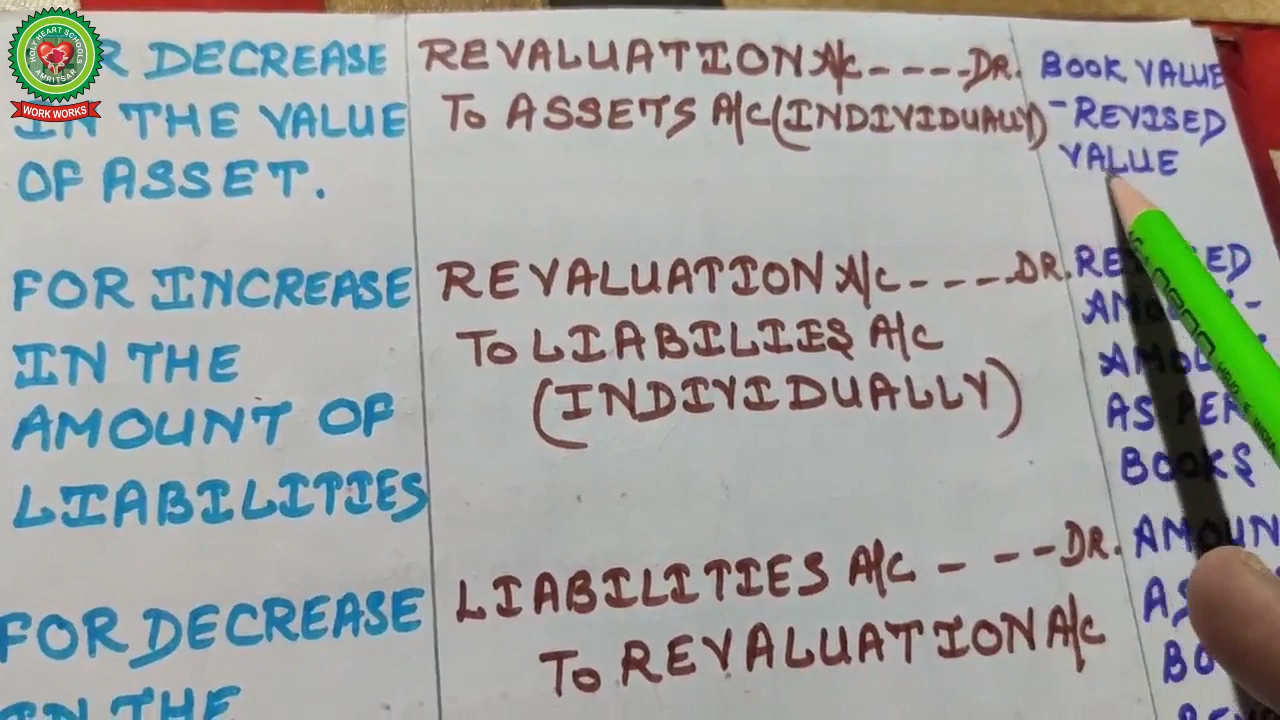 HOLY HEART SCHOOLS
AMRITSAR
WORK WORKS
DECREASE
IN THE VALUE
OF ASSET.
REVALUATION A/C ---- DR.
TO ASSETS A/C (INDIVIDUALLY)
BOOK VALUE
- REVISED
VALUE
FOR INCREASE
IN THE
AMOUNT OF
LIABILITIES
REVALUATION A/C ---- DR.
TO LIABILIES A/C
(INDIVIDUALLY)
AS PER
BOOKS
FOR DECREASE
IN THE
LIABILITIES A/C - --- DR.
TO REVALUATION A/C